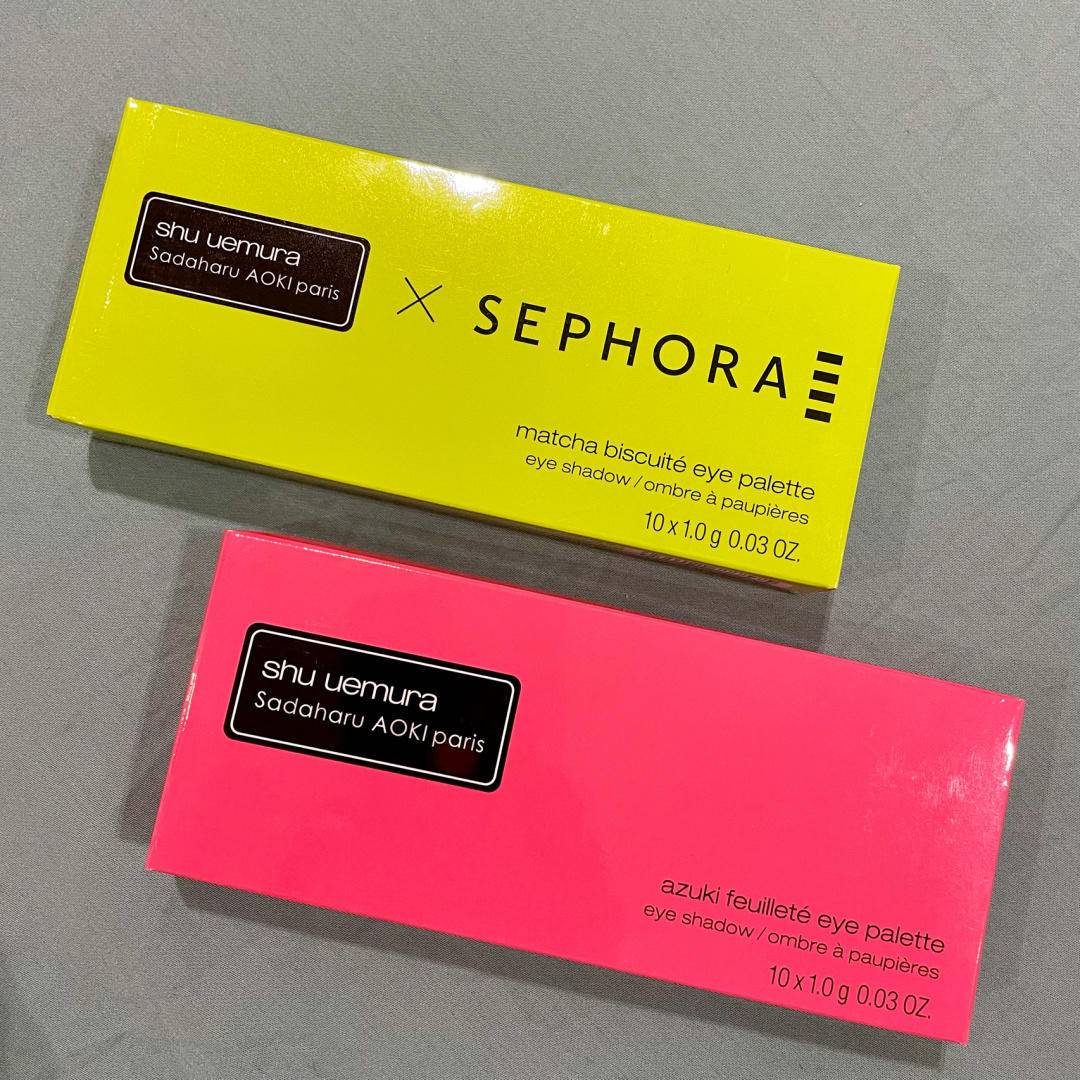 shu uemura
Sadaharu AOKI paris
× SEPHORA
matcha biscuité eye palette
eye shadow / ombre à paupières
10 x 1.0 g 0.03 OZ.
shu uemura
Sadaharu AOKI paris
azuki feuilleté eye palette
eye shadow / ombre à paupières
10 x 1.0 g 0.03 OZ.